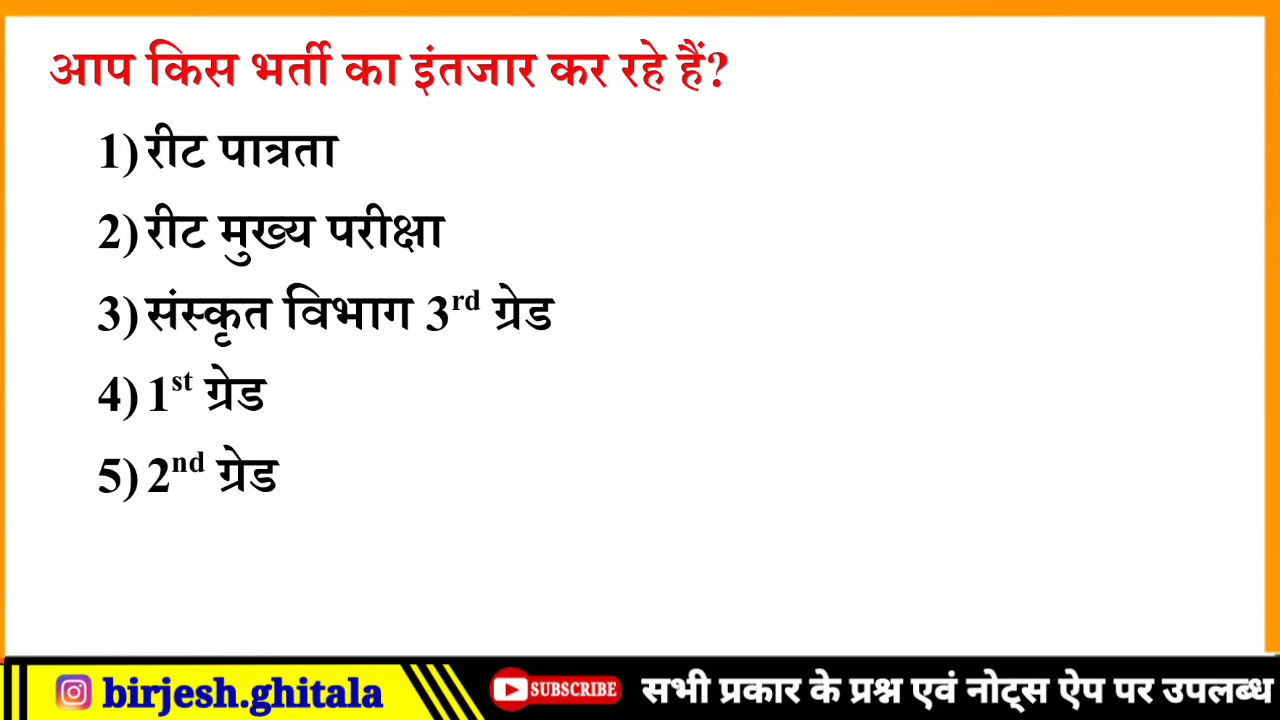 आप किस भर्ती का इंतजार कर रहे हैं?
1) रीट पात्रता
2) रीट मुख्य परीक्षा
3) संस्कृत विभाग 3rd ग्रेड
4) 1st ग्रेड
5) 2nd ग्रेड
birjesh.ghitala SUBSCRIBE सभी प्रकार के प्रश्न एवं नोट्स ऐप पर उपलब्ध